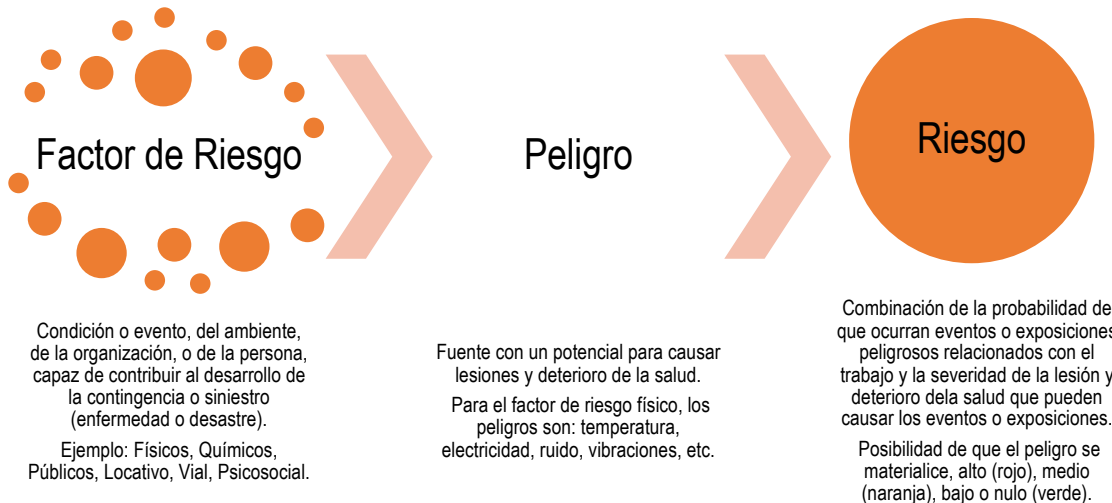 Factor de Riesgo
Condición o evento, del ambiente,
de la organización, o de la persona,
capaz de contribuir al desarrollo de
la contingencia o siniestro
(enfermedad o desastre).
Ejemplo: Físicos, Químicos,
Públicos, Locativo, Vial, Psicosocial.
Peligro
Fuente con un potencial para causar
lesiones y deterioro de la salud.
Para el factor de riesgo físico, los
peligros son: temperatura,
electricidad, ruido, vibraciones, etc.
Riesgo
Combinación de la probabilidad de
que ocurran eventos o exposiciones
peligrosos relacionados con el
trabajo y la severidad de la lesión y
deterioro dela salud que pueden
causar los eventos o exposiciones.
Posibilidad de que el peligro se
materialice, alto (rojo), medio
(naranja), bajo o nulo (verde).